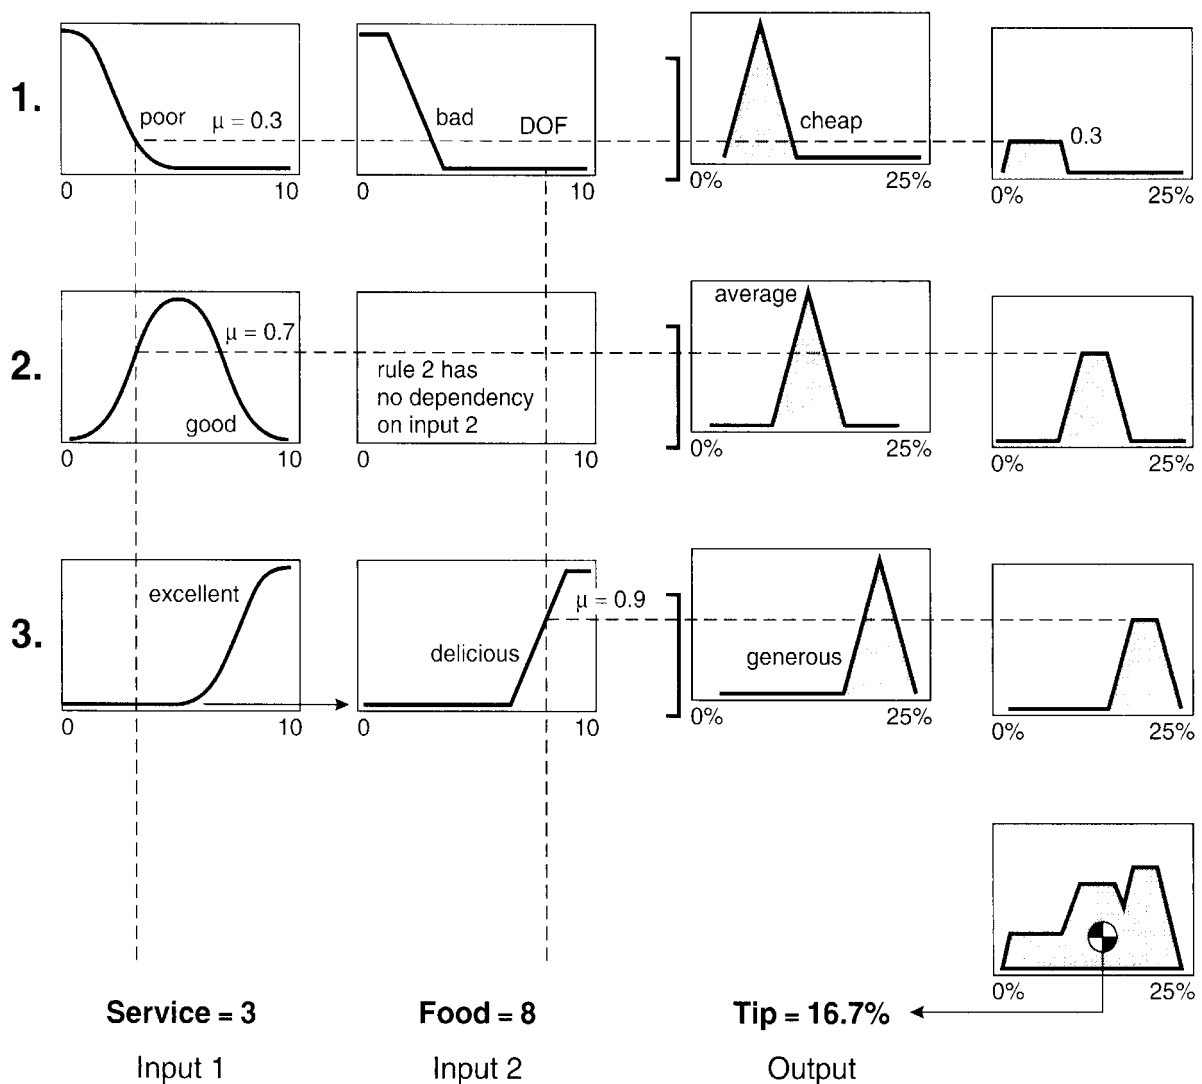 1.
poor
μ = 0.3
bad
DOF
cheap
0.3
0
10
0
10
0%
25%
0%
25%
2.
μ = 0.7
good
rule 2 has
no dependency
on input 2
average
0
10
0
10
0%
25%
0%
25%
3.
excellent
delicious
μ = 0.9
generous
0
10
0
10
0%
25%
0%
25%
0%
25%
Service = 3
Food = 8
Tip = 16.7%
Input 1
Input 2
Output